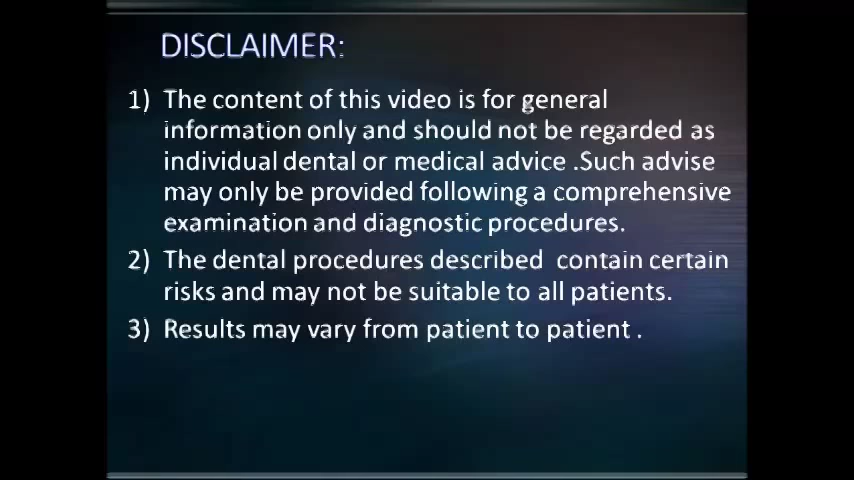 DISCLAIMER:
1) The content of this video is for general
information only and should not be regarded as
individual dental or medical advice .Such advise
may only be provided following a comprehensive
examination and diagnostic procedures.
2) The dental procedures described contain certain
risks and may not be suitable to all patients.
3) Results may vary from patient to patient .